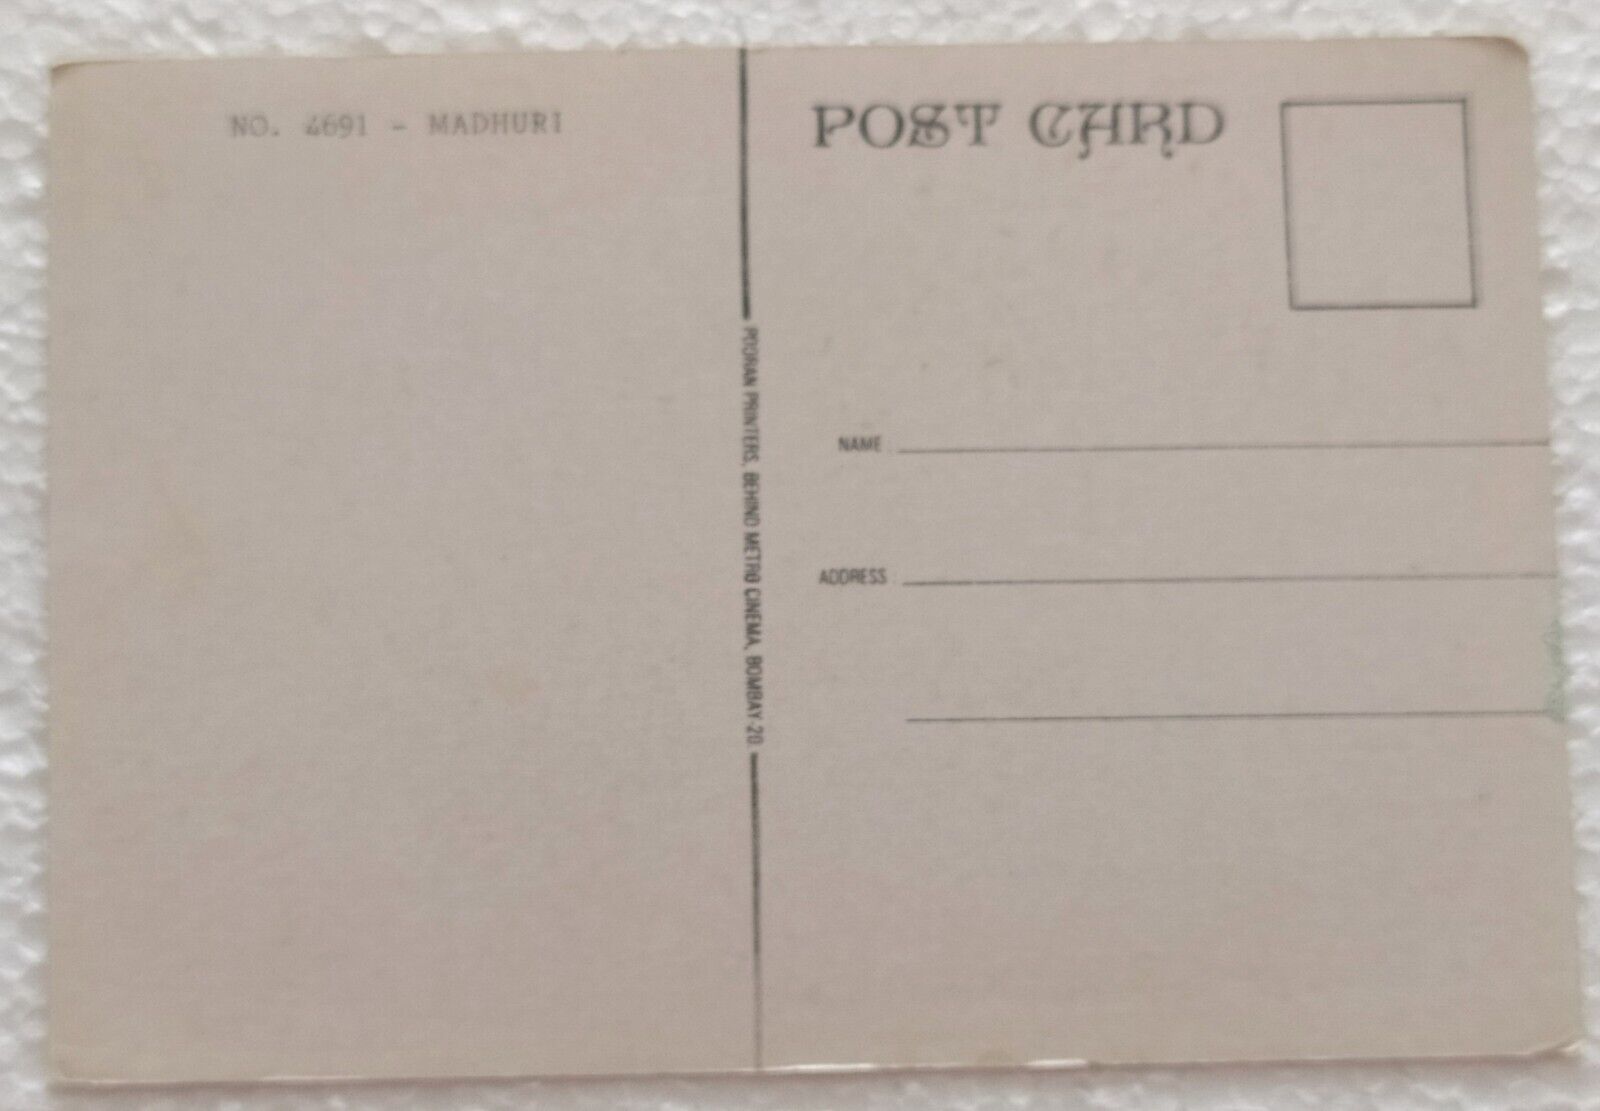 NO. 4691 - MADHURI
POORAN PRINTERS, BEHIND METRO CINEMA, BOMBAY-20.
POST CARD
NAME
ADDRESS